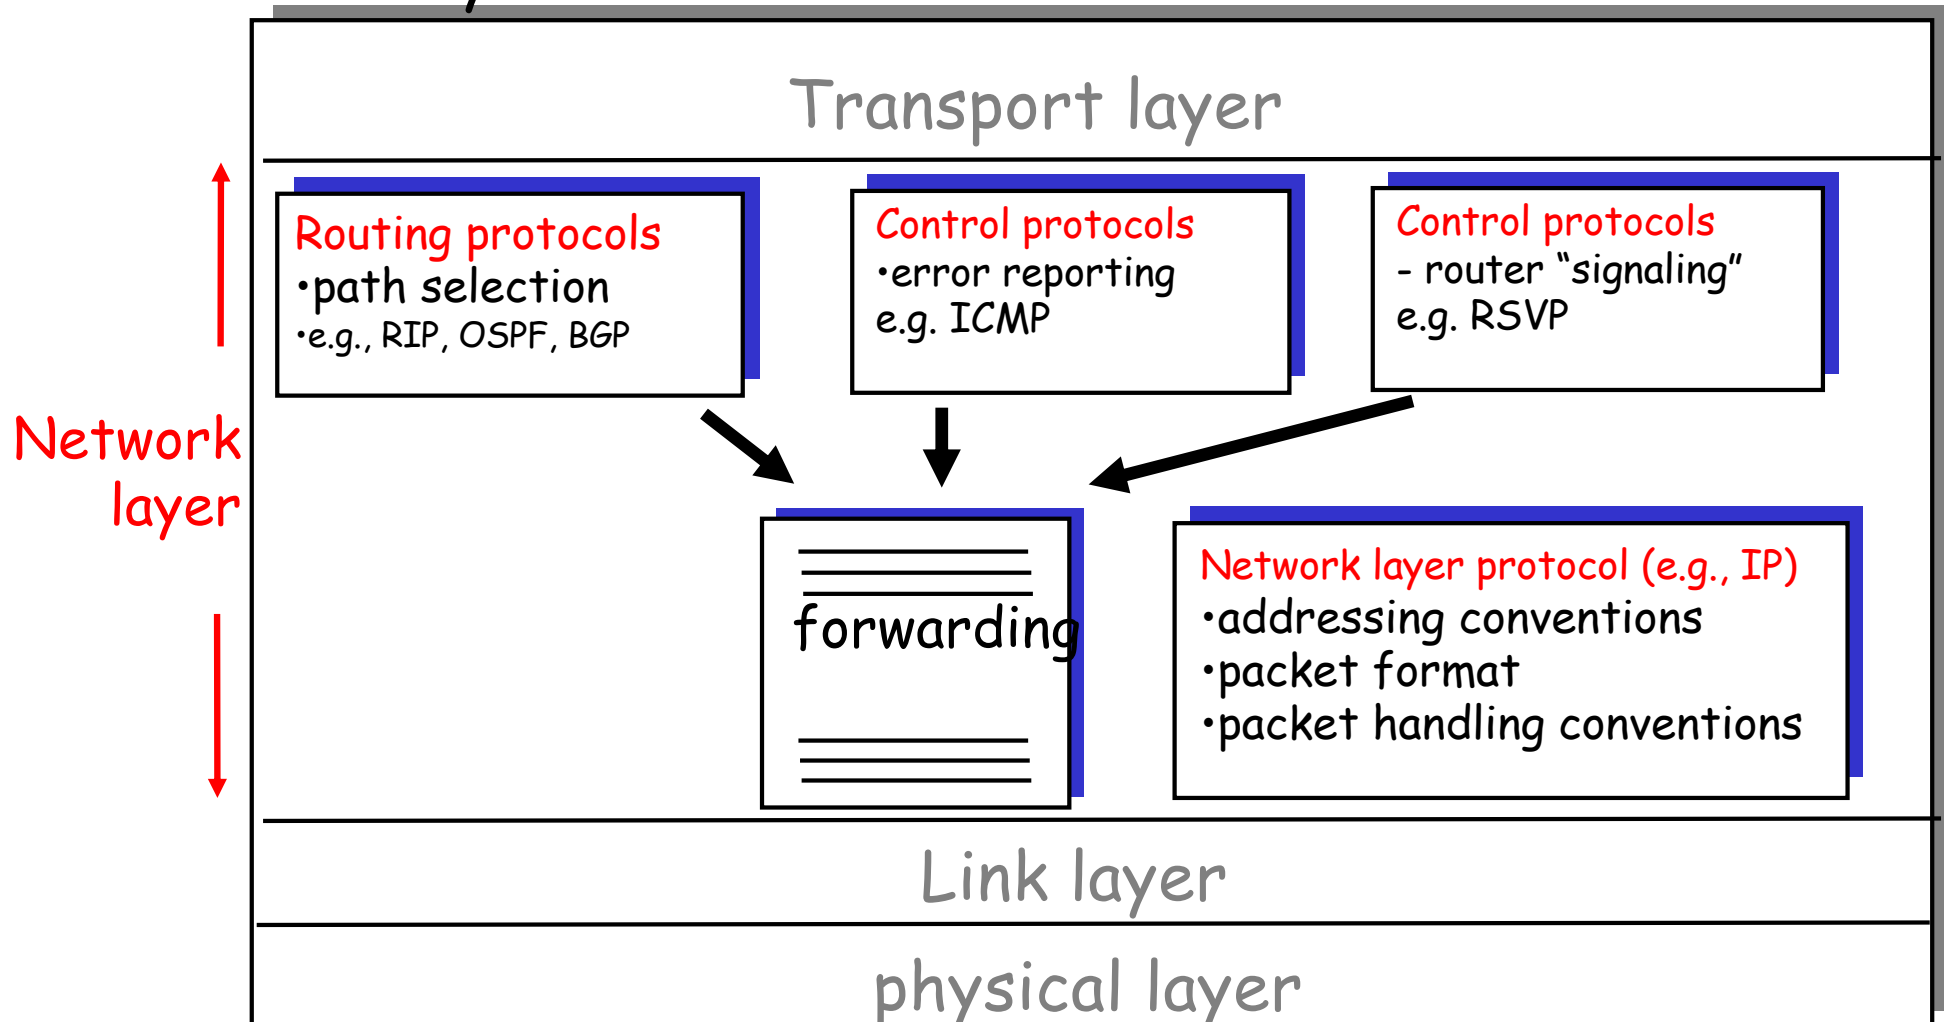 Transport layer
Routing protocols
•path selection
•e.g., RIP, OSPF, BGP
Control protocols
•error reporting
e.g. ICMP
Control protocols
- router “signaling”
e.g. RSVP
Network
layer
forwarding
Network layer protocol (e.g., IP)
•addressing conventions
•packet format
•packet handling conventions
Link layer
physical layer